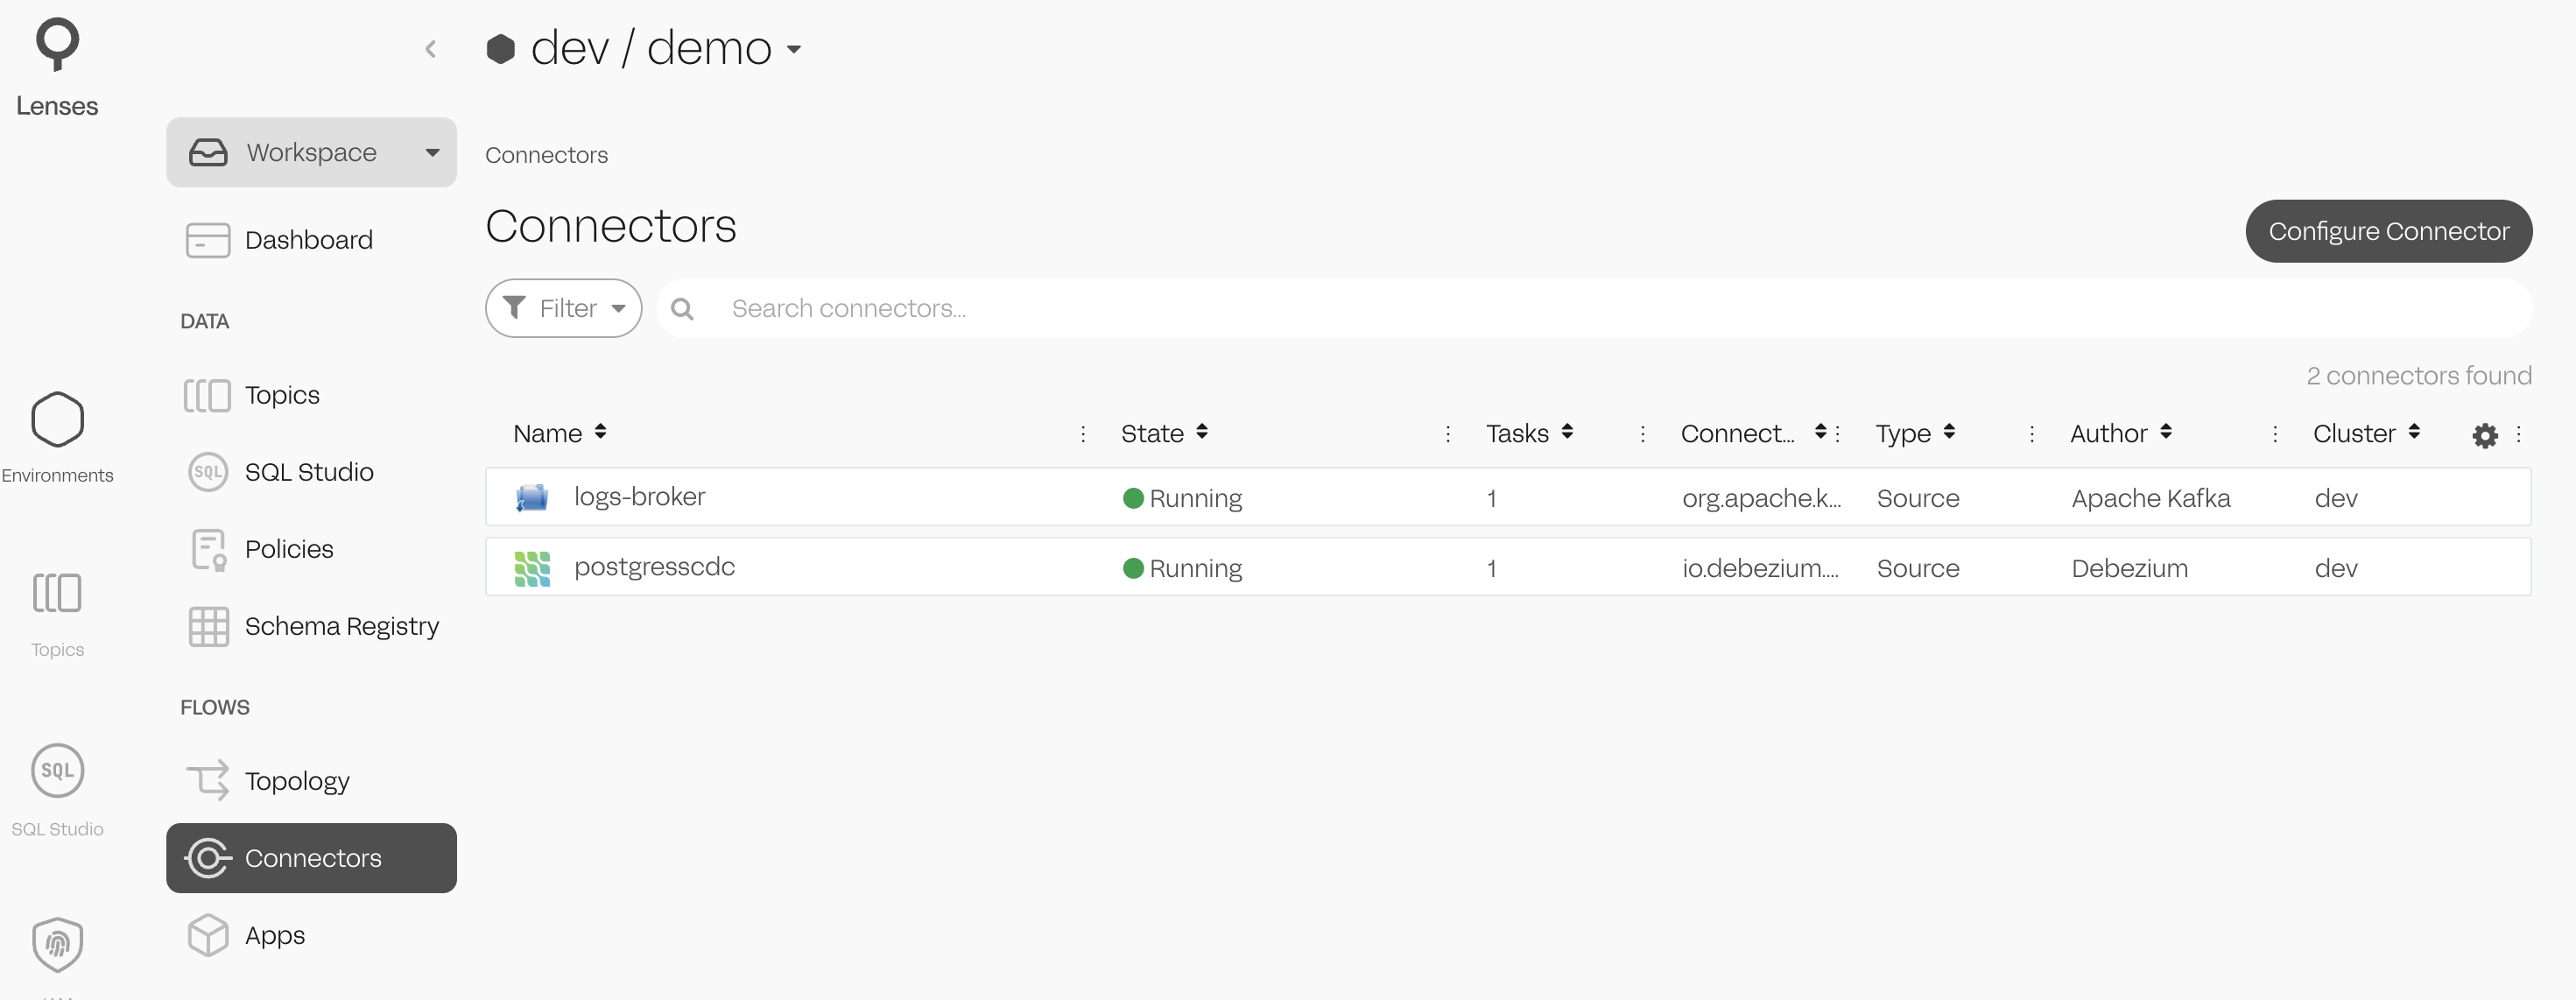 Lenses
Environments
Topics
SQL
SQL Studio
dev / demo
Workspace
Dashboard
DATA
Topics
SQL
SQL Studio
Policies
Schema Registry
FLOWS
Topology
Connectors
Apps
Connectors
Connectors
Configure Connector
Filter
Search connectors...
2 connectors found
Name State Tasks Connect... Type Author Cluster
logs-broker Running 1 org.apache.k... Source Apache Kafka dev
postgresscdc Running 1 io.debezium.... Source Debezium dev